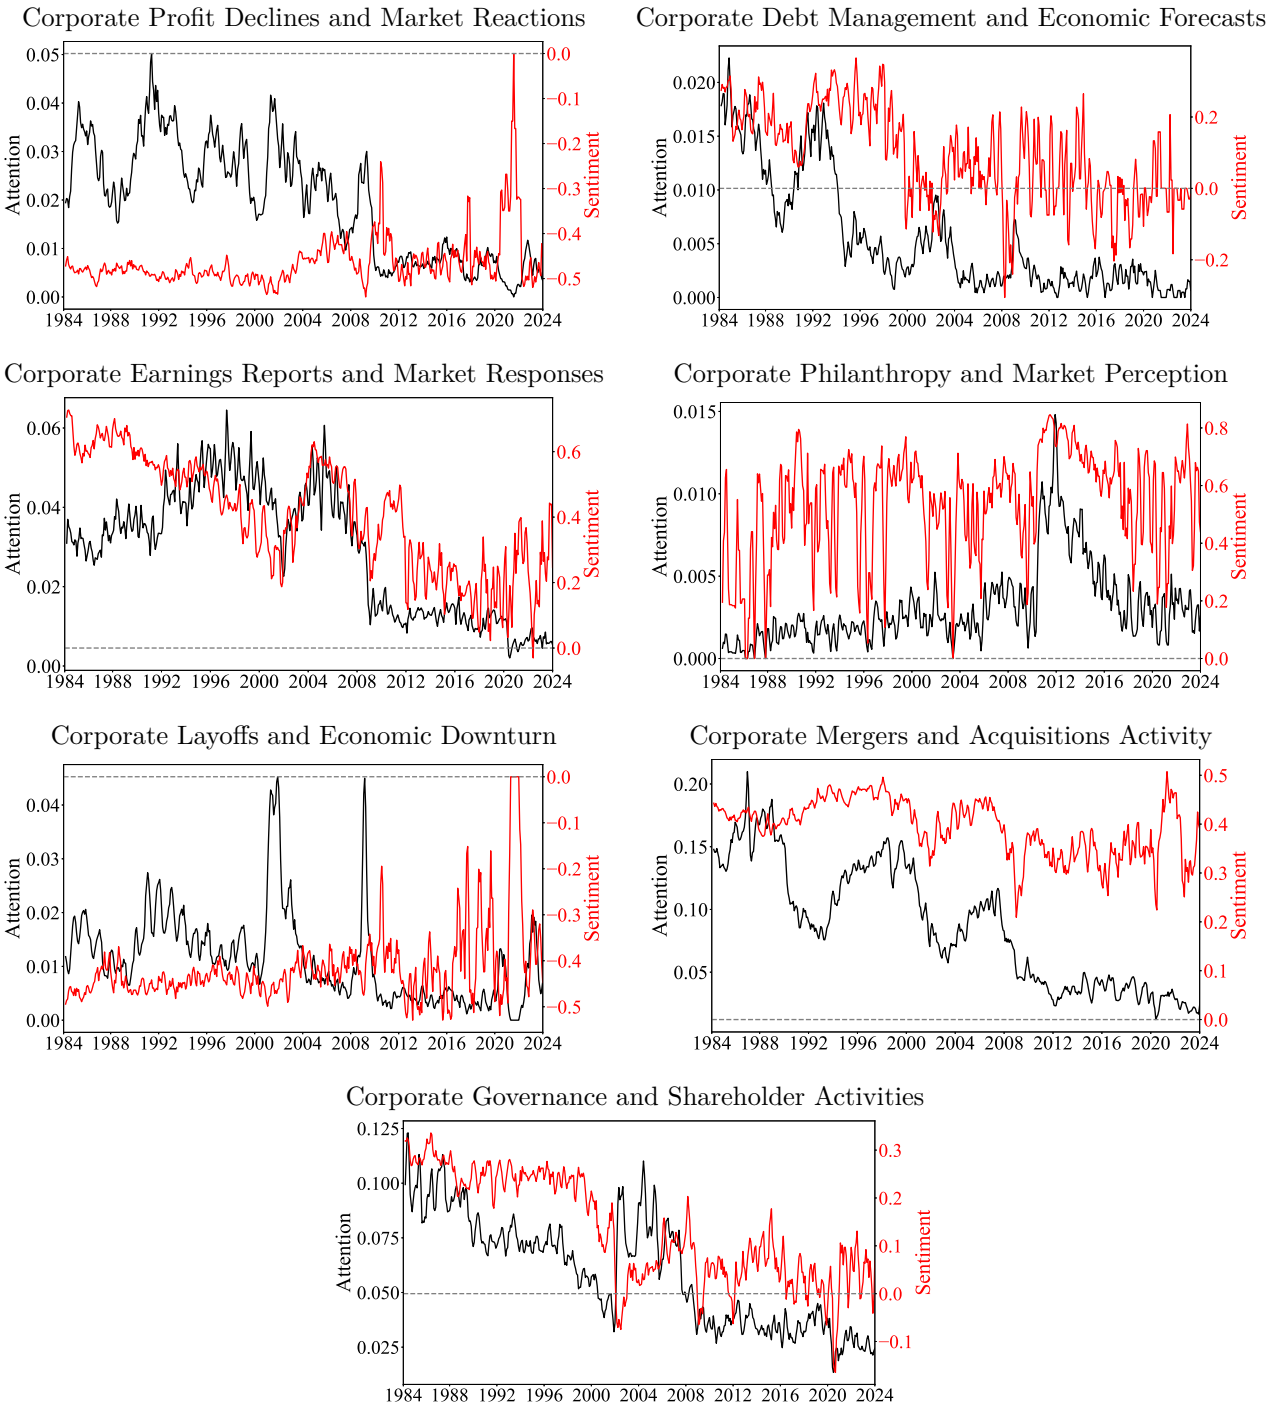 Corporate Profit Declines and Market Reactions
0.05
0.04
0.03
0.02
0.01
0.00
Attention
0.0
−0.1
−0.2
−0.3
−0.4
−0.5
Sentiment
1984 1988 1992 1996 2000 2004 2008 2012 2016 2020 2024
Corporate Debt Management and Economic Forecasts
0.020
0.015
0.010
0.005
0.000
Attention
0.2
0.0
−0.2
Sentiment
1984 1988 1992 1996 2000 2004 2008 2012 2016 2020 2024
Corporate Earnings Reports and Market Responses
0.06
0.04
0.02
0.00
Attention
0.6
0.4
0.2
0.0
Sentiment
1984 1988 1992 1996 2000 2004 2008 2012 2016 2020 2024
Corporate Philanthropy and Market Perception
0.015
0.010
0.005
0.000
Attention
0.8
0.6
0.4
0.2
0.0
Sentiment
1984 1988 1992 1996 2000 2004 2008 2012 2016 2020 2024
Corporate Layoffs and Economic Downturn
0.04
0.03
0.02
0.01
0.00
Attention
0.0
−0.1
−0.2
−0.3
−0.4
−0.5
Sentiment
1984 1988 1992 1996 2000 2004 2008 2012 2016 2020 2024
Corporate Mergers and Acquisitions Activity
0.20
0.15
0.10
0.05
Attention
0.5
0.4
0.3
0.2
0.1
0.0
Sentiment
1984 1988 1992 1996 2000 2004 2008 2012 2016 2020 2024
Corporate Governance and Shareholder Activities
0.125
0.100
0.075
0.050
0.025
Attention
0.3
0.2
0.1
0.0
−0.1
Sentiment
1984 1988 1992 1996 2000 2004 2008 2012 2016 2020 2024